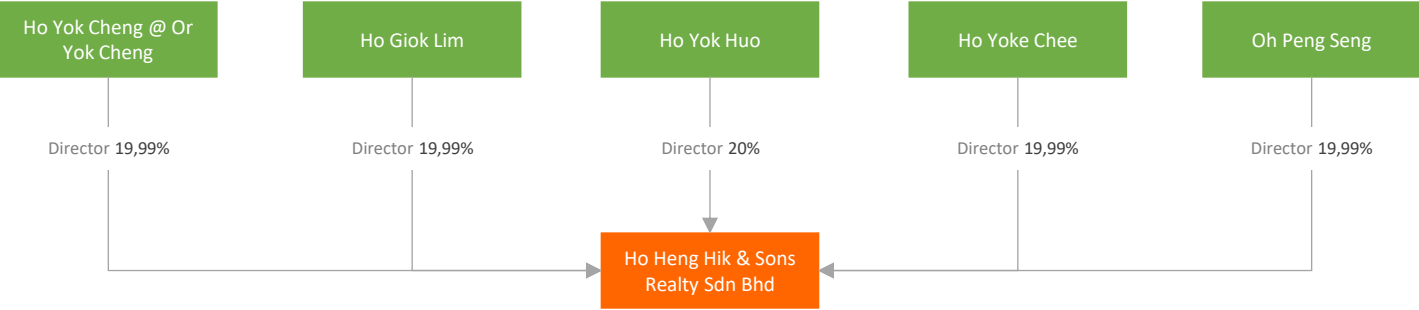 Ho Yok Cheng @ Or
Yok Cheng
Ho Giok Lim
Ho Yok Huo
Ho Yoke Chee
Oh Peng Seng
Director 19,99%
Director 19,99%
Director 20%
Director 19,99%
Director 19,99%
Ho Heng Hik & Sons
Realty Sdn Bhd